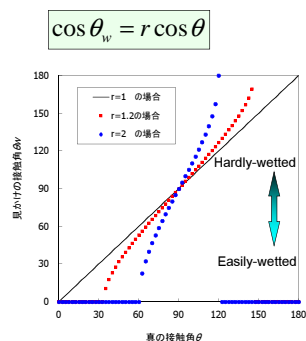 cosθw = r cosθ
180
150
120
90
60
30
0
見かけの接触角θw
r=1 の場合
r=1.2の場合
r=2 の場合
Hardly-wetted
Easily-wetted
0 30 60 90 120 150 180
真の接触角θ